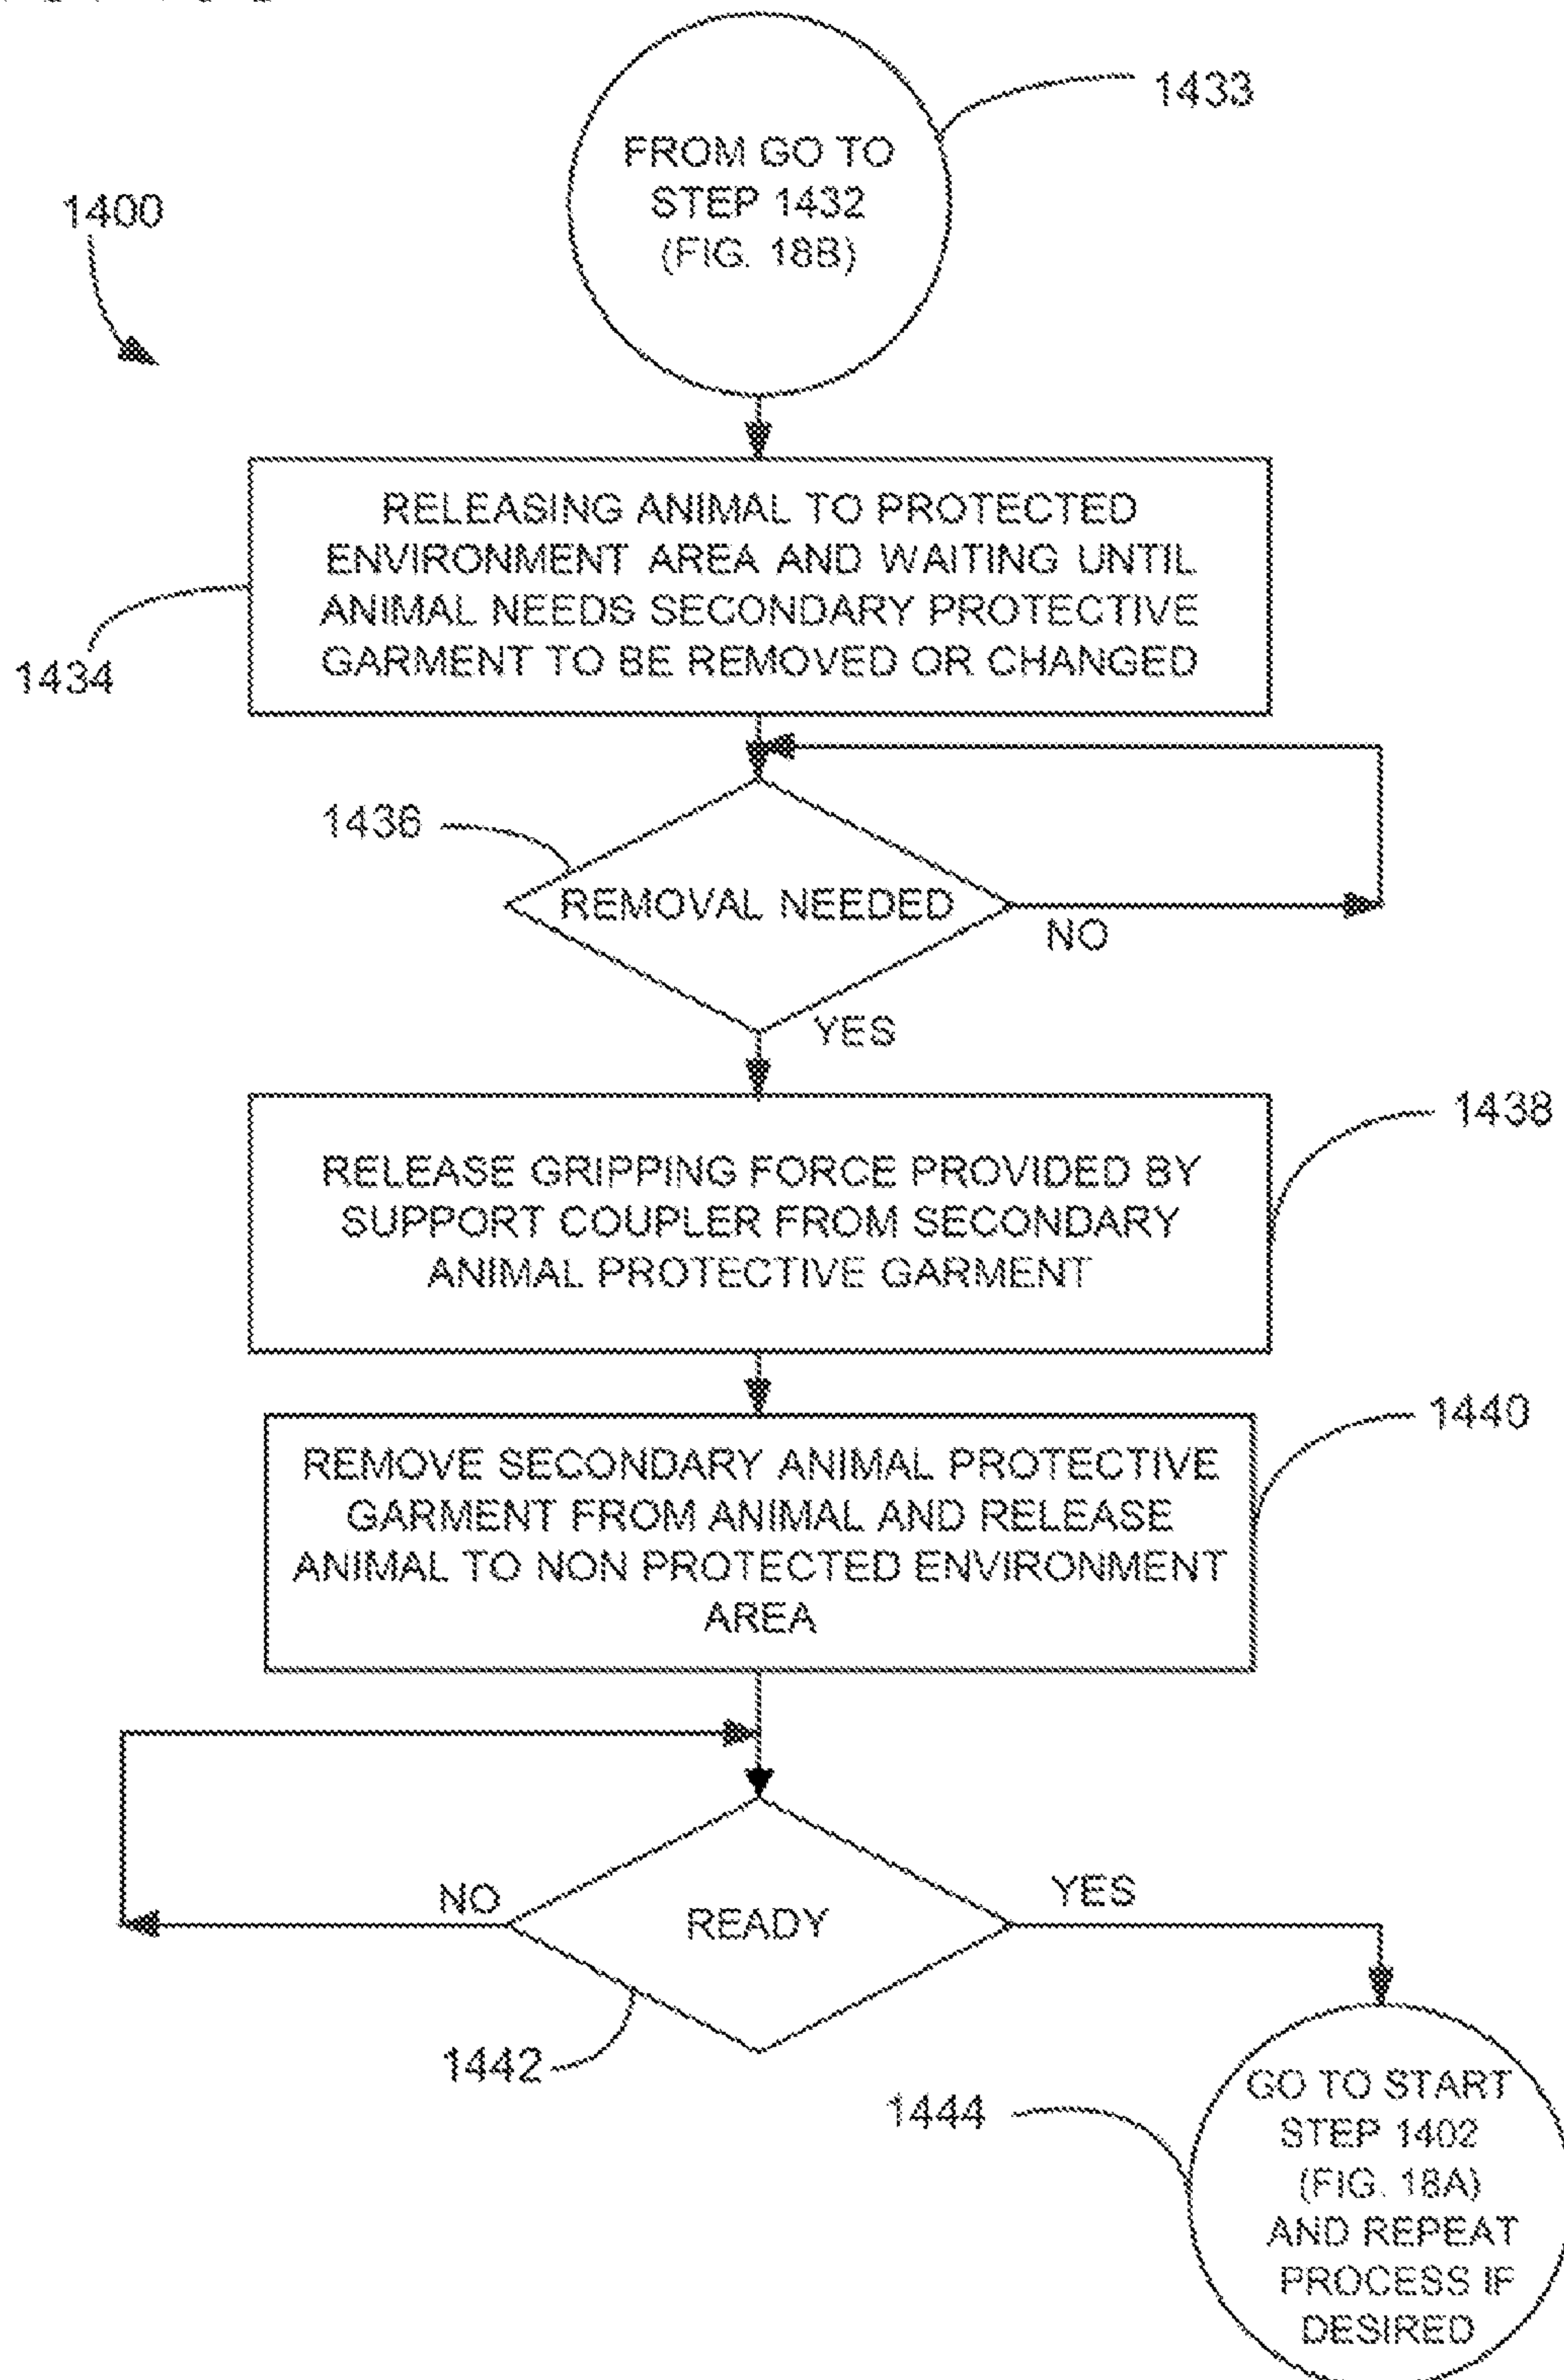 1433
FROM GO TO
STEP 1432
(FIG. 18B)
1400
RELEASING ANIMAL TO PROTECTED
ENVIRONMENT AREA AND WAITING UNTIL
ANIMAL NEEDS SECONDARY PROTECTIVE
GARMENT TO BE REMOVED OR CHANGED
1434
1436
REMOVAL NEEDED
NO
YES
1438
RELEASE GRIPPING FORCE PROVIDED BY
SUPPORT COUPLER FROM SECONDARY
ANIMAL PROTECTIVE GARMENT
1440
REMOVE SECONDARY ANIMAL PROTECTIVE
GARMENT FROM ANIMAL AND RELEASE
ANIMAL TO NON PROTECTED ENVIRONMENT
AREA
NO
READY
YES
1442
1444
GO TO START
STEP 1402
(FIG. 18A)
AND REPEAT
PROCESS IF
DESIRED